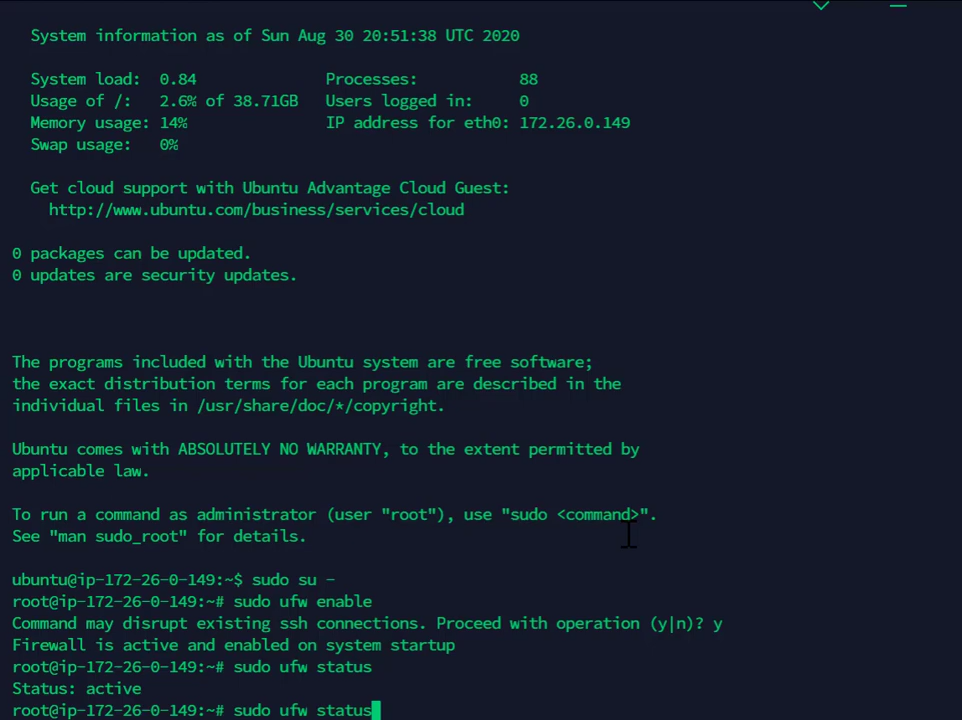 System information as of Sun Aug 30 20:51:38 UTC 2020
System load: 0.84 Processes: 88
Usage of /: 2.6% of 38.71GB Users logged in: 0
Memory usage: 14% IP address for eth0: 172.26.0.149
Swap usage: 0%
Get cloud support with Ubuntu Advantage Cloud Guest:
http://www.ubuntu.com/business/services/cloud
0 packages can be updated.
0 updates are security updates.
The programs included with the Ubuntu system are free software;
the exact distribution terms for each program are described in the
individual files in /usr/share/doc/*/copyright.
Ubuntu comes with ABSOLUTELY NO WARRANTY, to the extent permitted by
applicable law.
To run a command as administrator (user "root"), use "sudo <command>".
See "man sudo_root" for details.
ubuntu@ip-172-26-0-149:~$ sudo su -
root@ip-172-26-0-149:~# sudo ufw enable
Command may disrupt existing ssh connections. Proceed with operation (y|n)? y
Firewall is active and enabled on system startup
root@ip-172-26-0-149:~# sudo ufw status
Status: active
root@ip-172-26-0-149:~# sudo ufw status